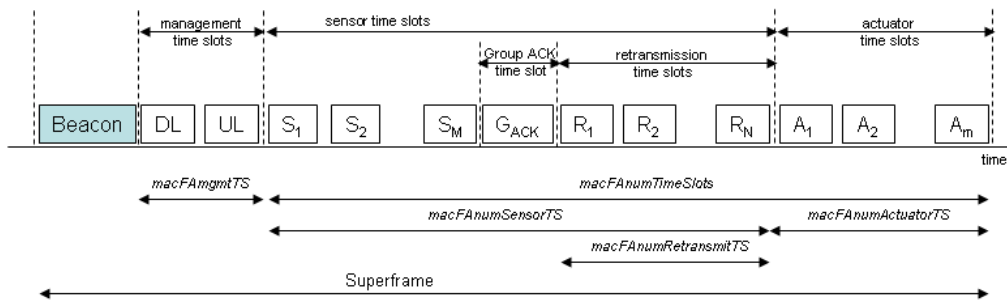 management
time slots
sensor time slots
actuator
time slots
Group ACK
time slot
retransmission
time slots
Beacon DL UL S1 S2 SM GACK R1 R2 RN A1 A2 Am
time
macFAmgmtTS
macFAnumTimeSlots
macFAnumSensorTS
macFAnumActuatorTS
macFAnumRetransmitTS
Superframe